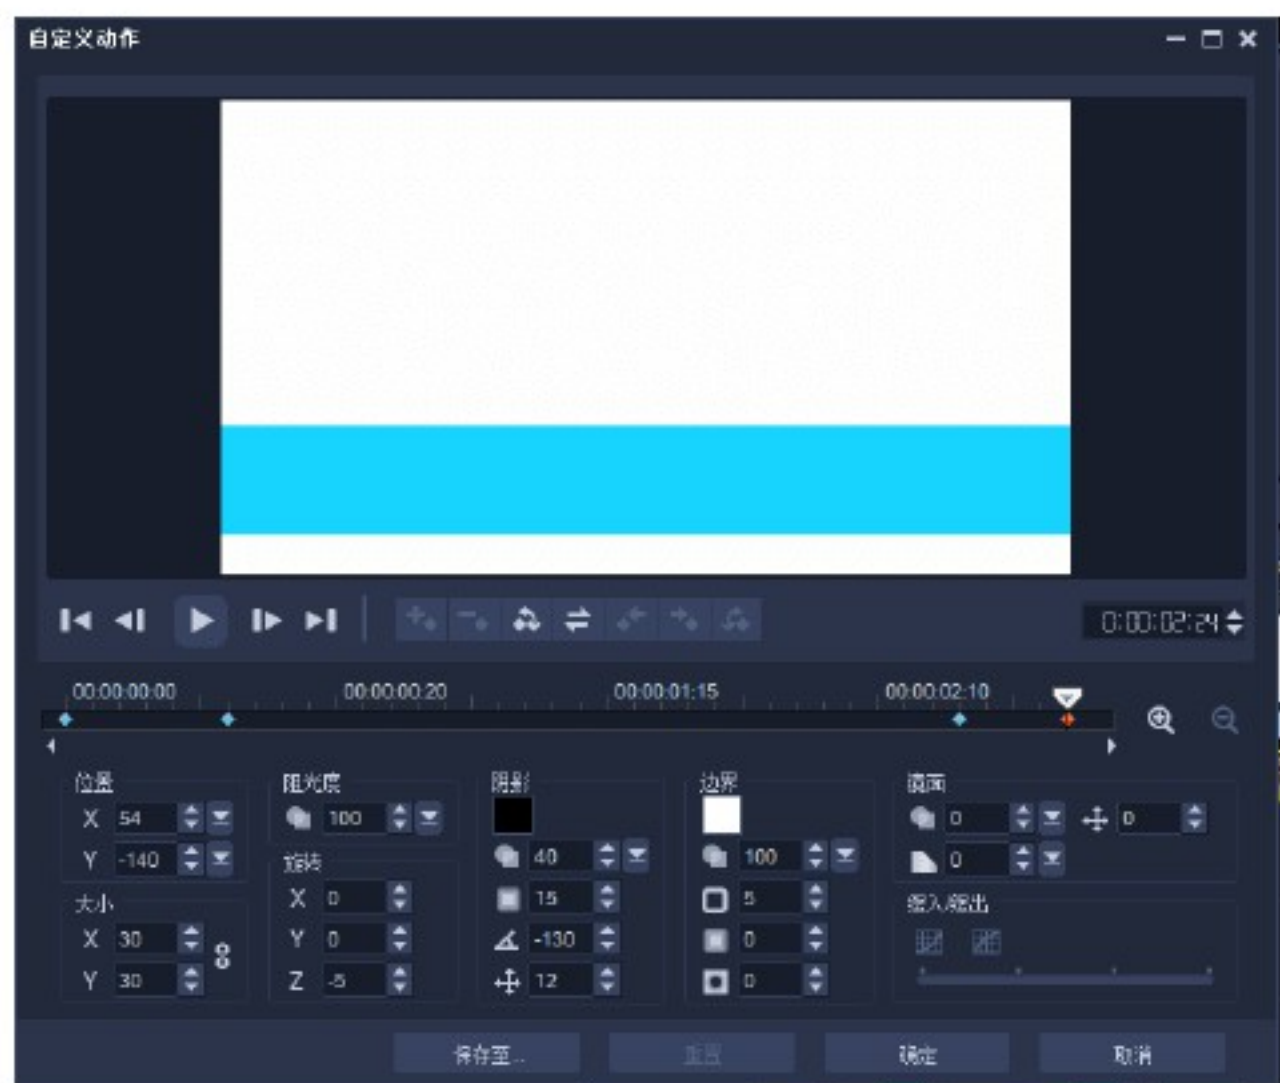 自定义动作
0:00:02:24
00:00:00:00 00:00:00:20 00:00:01:15 00:00:02:10
位置 阻光度 阴影 边界 镜面
X 54 100 0 0
Y -140 40 100 0
旋转
大小 X 0 15 5 缓入/缓出
X 30 Y 0 -130 0
Y 30 Z -5 12 0
保存至... 重置 确定 取消